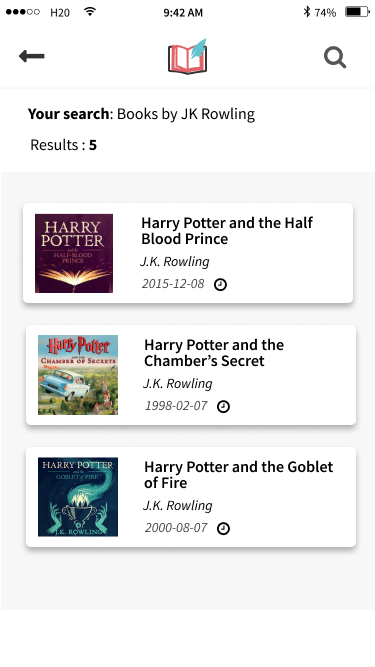 H20
9:42 AM
74%
Your search: Books by JK Rowling
Results : 5
HARRY
POTTER
and the
HALF-BLOOD
PRINCE
Harry Potter and the Half
Blood Prince
J.K. Rowling
2015-12-08
Harry Potter
AND THE
CHAMBER OF SECRETS
Harry Potter and the
Chamber’s Secret
J.K. Rowling
1998-02-07
HARRY POTTER
and the
GOBLET OF FIRE
J.K. ROWLING
Harry Potter and the Goblet
of Fire
J.K. Rowling
2000-08-07